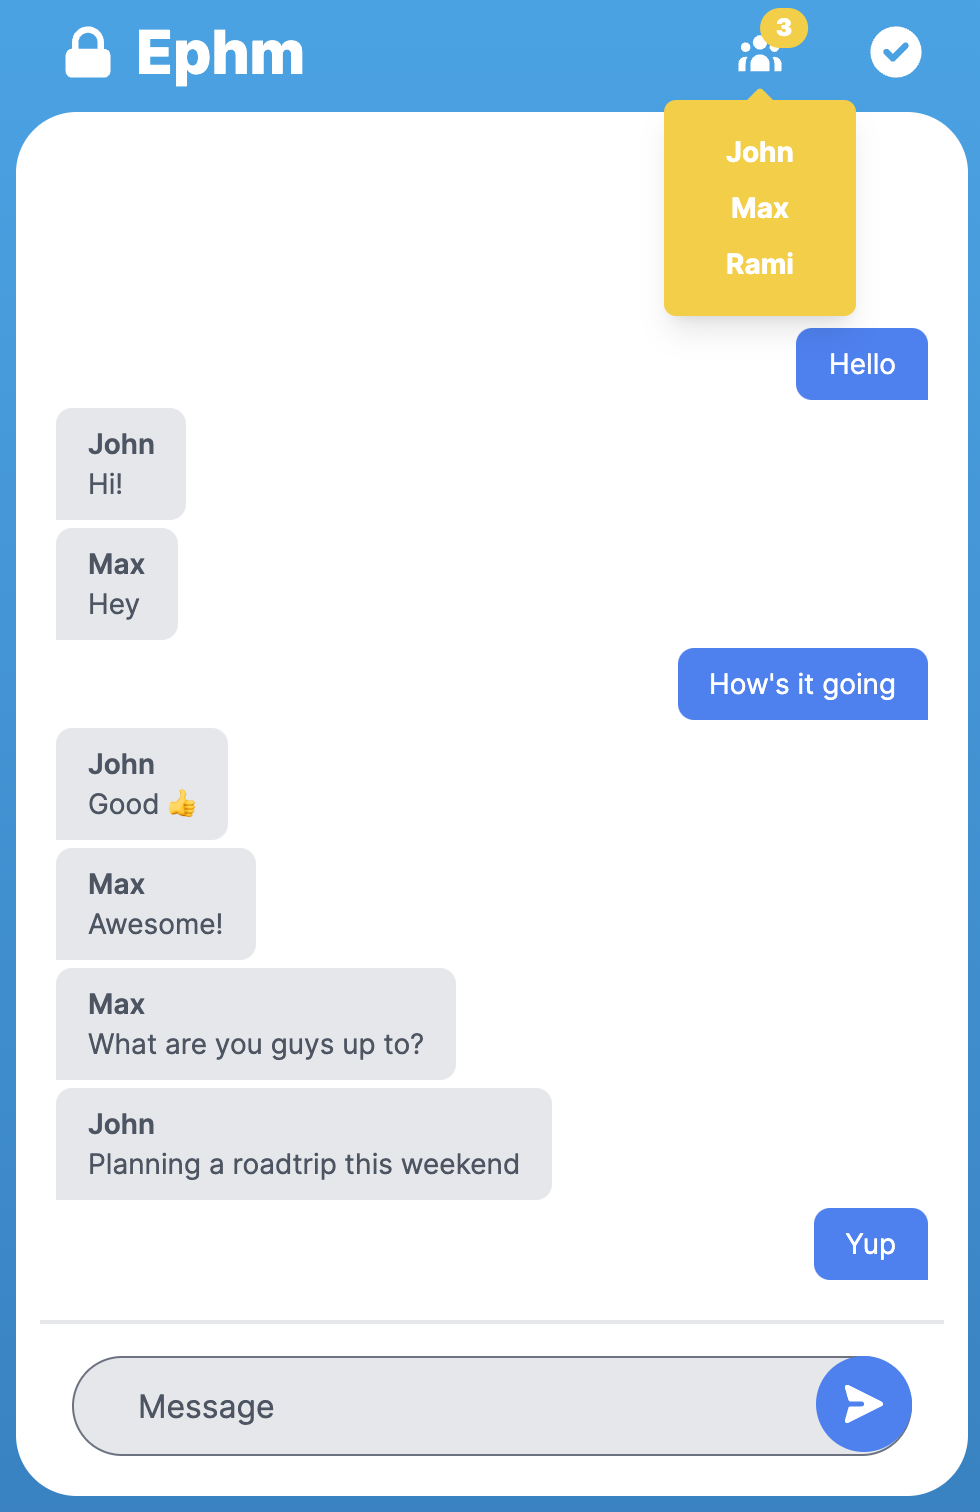 Ephm
3
John
Max
Rami
Hello
John
Hi!
Max
Hey
How's it going
John
Good 👍
Max
Awesome!
Max
What are you guys up to?
John
Planning a roadtrip this weekend
Yup
Message